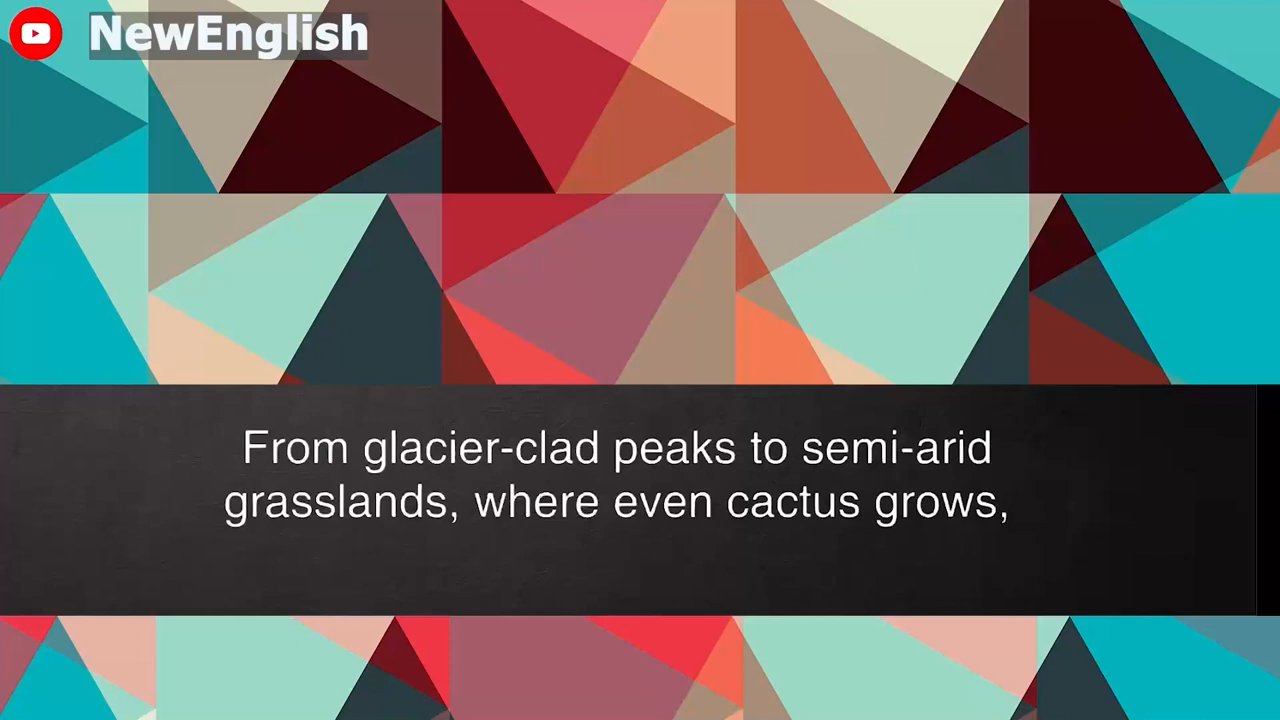 NewEnglish
From glacier-clad peaks to semi-arid
grasslands, where even cactus grows,